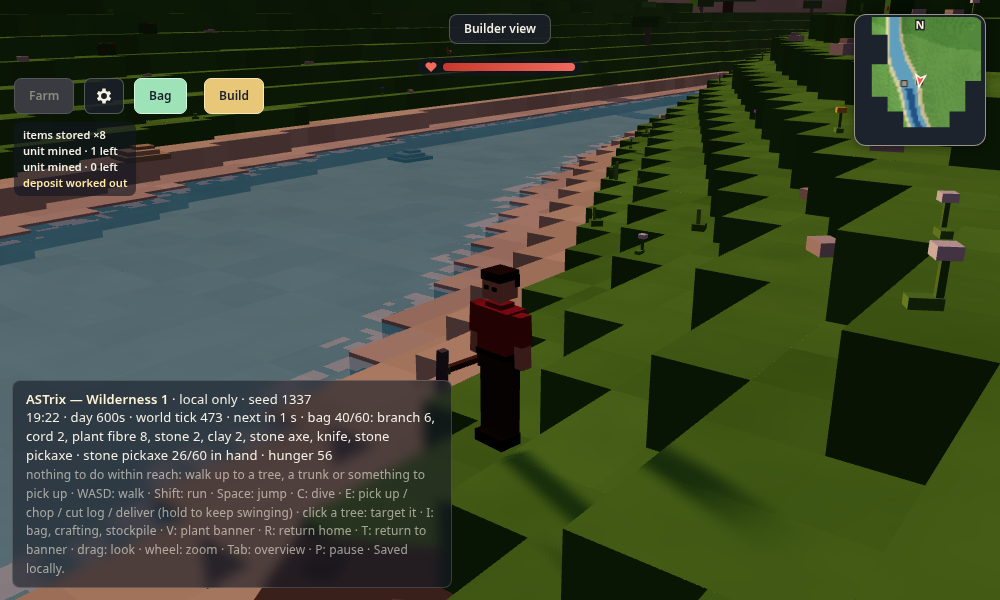 Builder view
N
Farm
Bag
Build
items stored ×8
unit mined · 1 left
unit mined · 0 left
deposit worked out
ASTrix — Wilderness 1 · local only · seed 1337
19:22 · day 600s · world tick 473 · next in 1 s · bag 40/60: branch 6,
cord 2, plant fibre 8, stone 2, clay 2, stone axe, knife, stone
pickaxe · stone pickaxe 26/60 in hand · hunger 56
nothing to do within reach: walk up to a tree, a trunk or something to
pick up · WASD: walk · Shift: run · Space: jump · C: dive · E: pick up /
chop / cut log / deliver (hold to keep swinging) · click a tree: target it · I:
bag, crafting, stockpile · V: plant banner · R: return home · T: return to
banner · drag: look · wheel: zoom · Tab: overview · P: pause · Saved
locally.